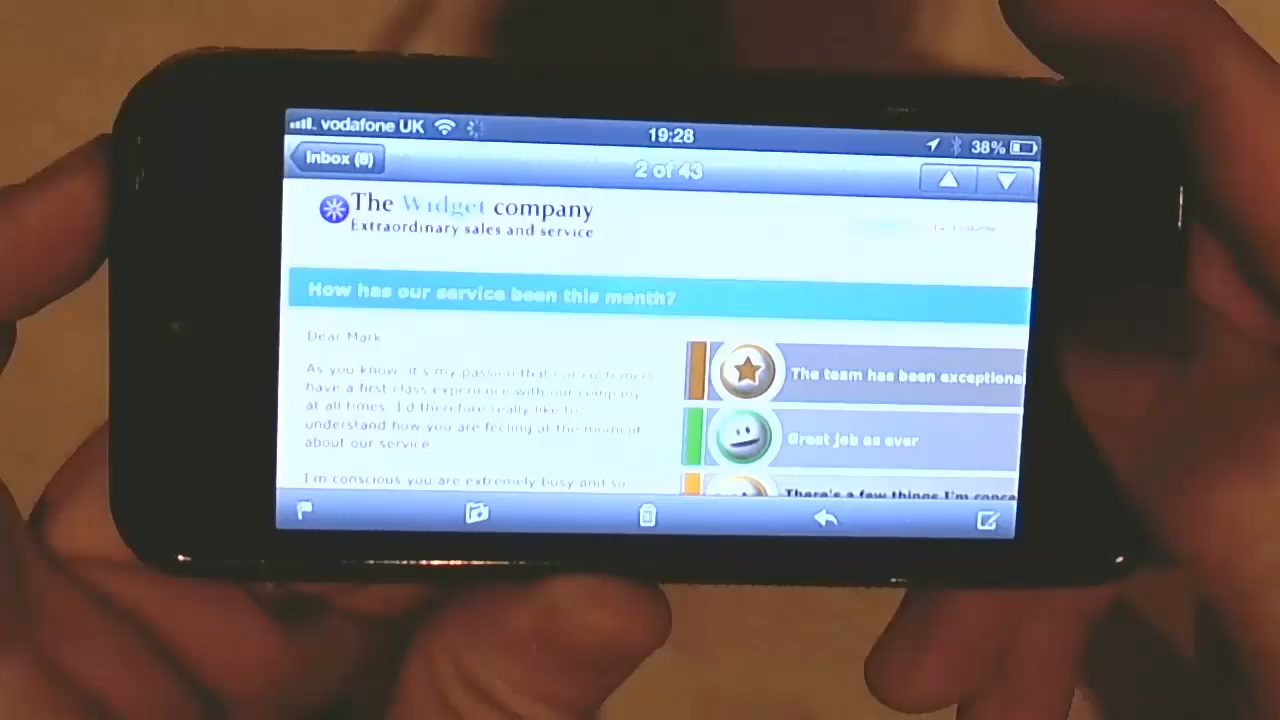 vodafone UK
19:28
38%
Inbox (8)
2 of 43
The Widget company
Extraordinary sales and service
How has our service been this month?
Dear Mark
As you know, it's my passion that our customers
have a first class experience with our company
at all times. I'd therefore really like to
understand how you are feeling at the moment
about our service.
I'm conscious you are extremely busy and so
The team has been exceptiona
Great job as ever
There's a few things I'm conce